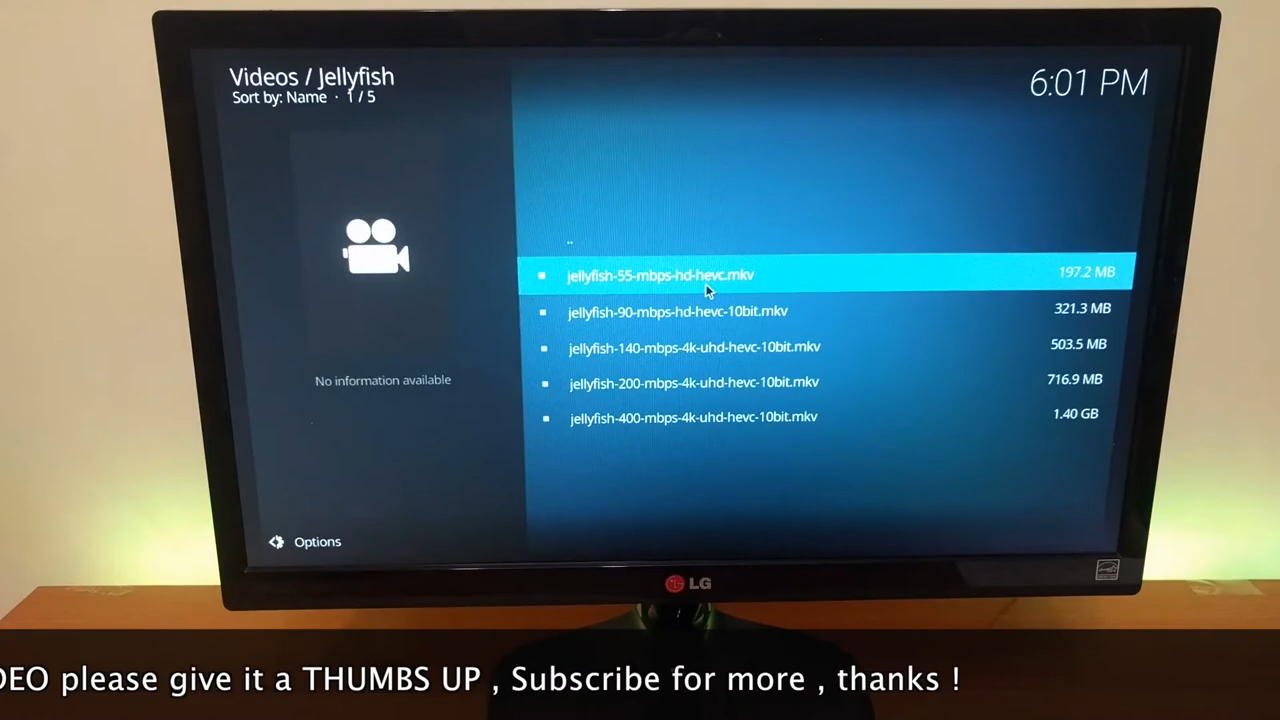 Videos / Jellyfish
Sort by: Name · 1 / 5
6:01 PM
..
jellyfish-55-mbps-hd-hevc.mkv 197.2 MB
jellyfish-90-mbps-hd-hevc-10bit.mkv 321.3 MB
jellyfish-140-mbps-4k-uhd-hevc-10bit.mkv 503.5 MB
jellyfish-200-mbps-4k-uhd-hevc-10bit.mkv 716.9 MB
jellyfish-400-mbps-4k-uhd-hevc-10bit.mkv 1.40 GB
No information available
Options
LG
DEO please give it a THUMBS UP , Subscribe for more , thanks !